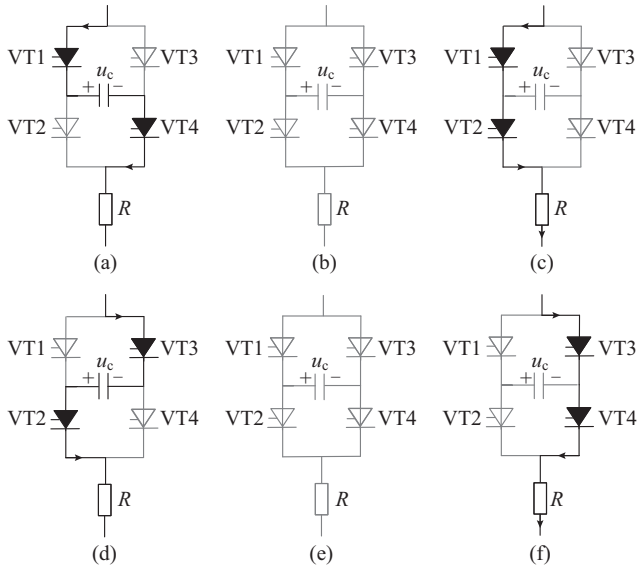 VT1 VT3 VT1 VT3 VT1 VT3
u_c u_c u_c
+ − + − + −
VT2 VT4 VT2 VT4 VT2 VT4
R R R
(a) (b) (c)
VT1 VT3 VT1 VT3 VT1 VT3
u_c u_c u_c
+ − + − + −
VT2 VT4 VT2 VT4 VT2 VT4
R R R
(d) (e) (f)